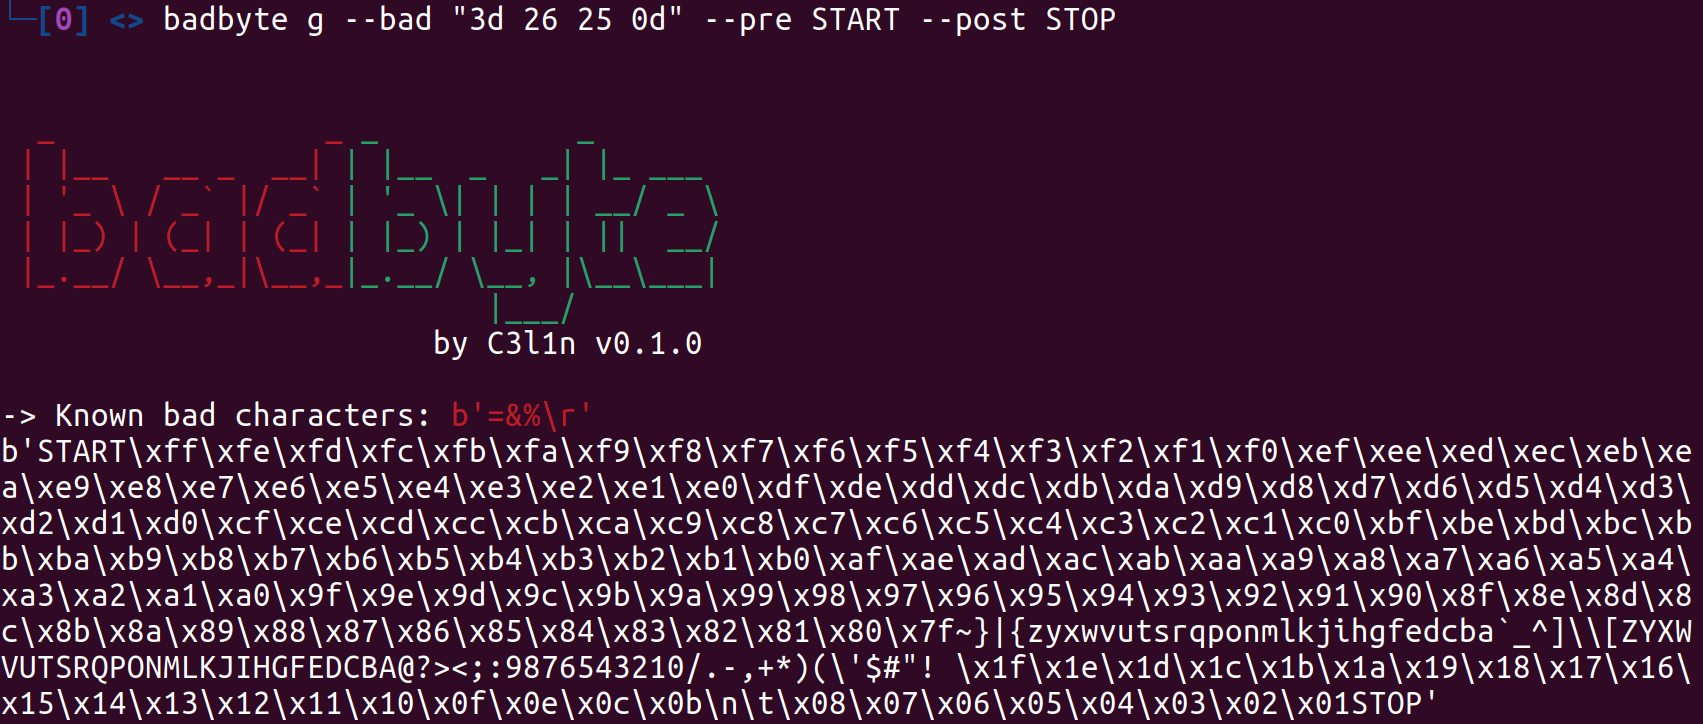 [0] <> badbyte g --bad "3d 26 25 0d" --pre START --post STOP
badbyte
by C3l1n v0.1.0
-> Known bad characters: b'=&%\r'
b'START\xff\xfe\xfd\xfc\xfb\xfa\xf9\xf8\xf7\xf6\xf5\xf4\xf3\xf2\xf1\xf0\xef\xee\xed\xec\xeb\xe
a\xe9\xe8\xe7\xe6\xe5\xe4\xe3\xe2\xe1\xe0\xdf\xde\xdd\xdc\xdb\xda\xd9\xd8\xd7\xd6\xd5\xd4\xd3\
xd2\xd1\xd0\xcf\xce\xcd\xcc\xcb\xca\xc9\xc8\xc7\xc6\xc5\xc4\xc3\xc2\xc1\xc0\xbf\xbe\xbd\xbc\xb
b\xba\xb9\xb8\xb7\xb6\xb5\xb4\xb3\xb2\xb1\xb0\xaf\xae\xad\xac\xab\xaa\xa9\xa8\xa7\xa6\xa5\xa4\
xa3\xa2\xa1\xa0\x9f\x9e\x9d\x9c\x9b\x9a\x99\x98\x97\x96\x95\x94\x93\x92\x91\x90\x8f\x8e\x8d\x8
c\x8b\x8a\x89\x88\x87\x86\x85\x84\x83\x82\x81\x80\x7f~}|{zyxwvutsrqponmlkjihgfedcba`_^]\\[ZYXW
VUTSRQPONMLKJIHGFEDCBA@?><;:9876543210/.-,+*)(\'$#"! \x1f\x1e\x1d\x1c\x1b\x1a\x19\x18\x17\x16\
x15\x14\x13\x12\x11\x10\x0f\x0e\x0c\x0b\n\t\x08\x07\x06\x05\x04\x03\x02\x01STOP'